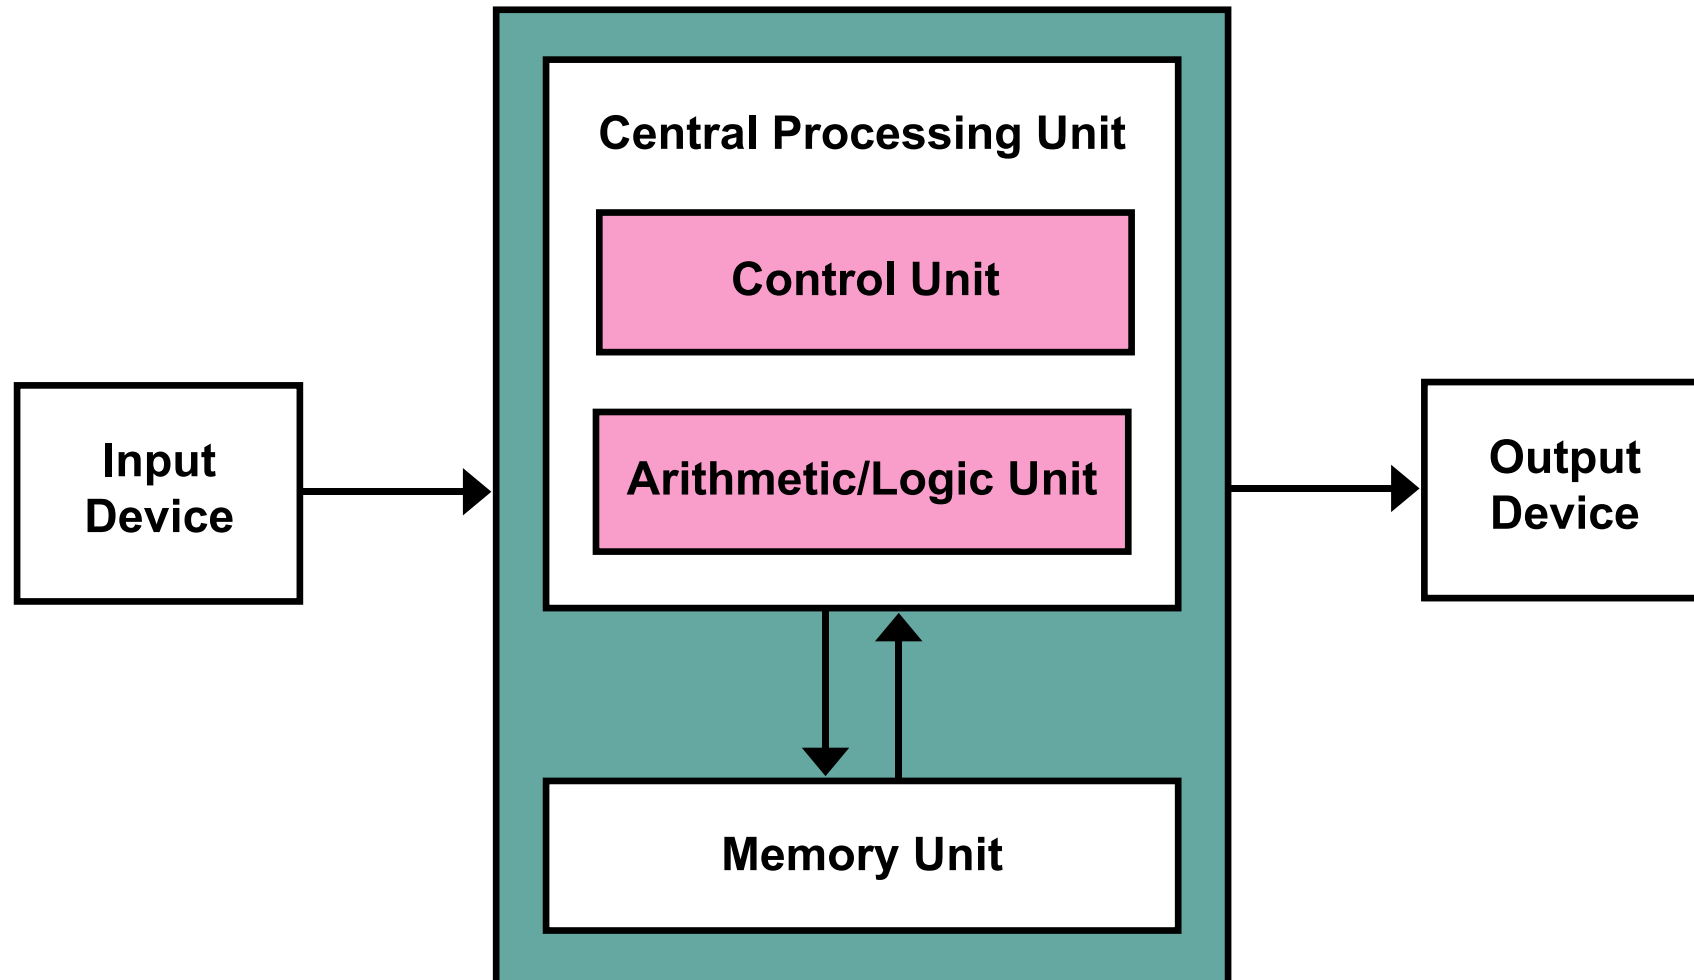 Central Processing Unit
Control Unit
Input
Device
Arithmetic/Logic Unit
Output
Device
Memory Unit